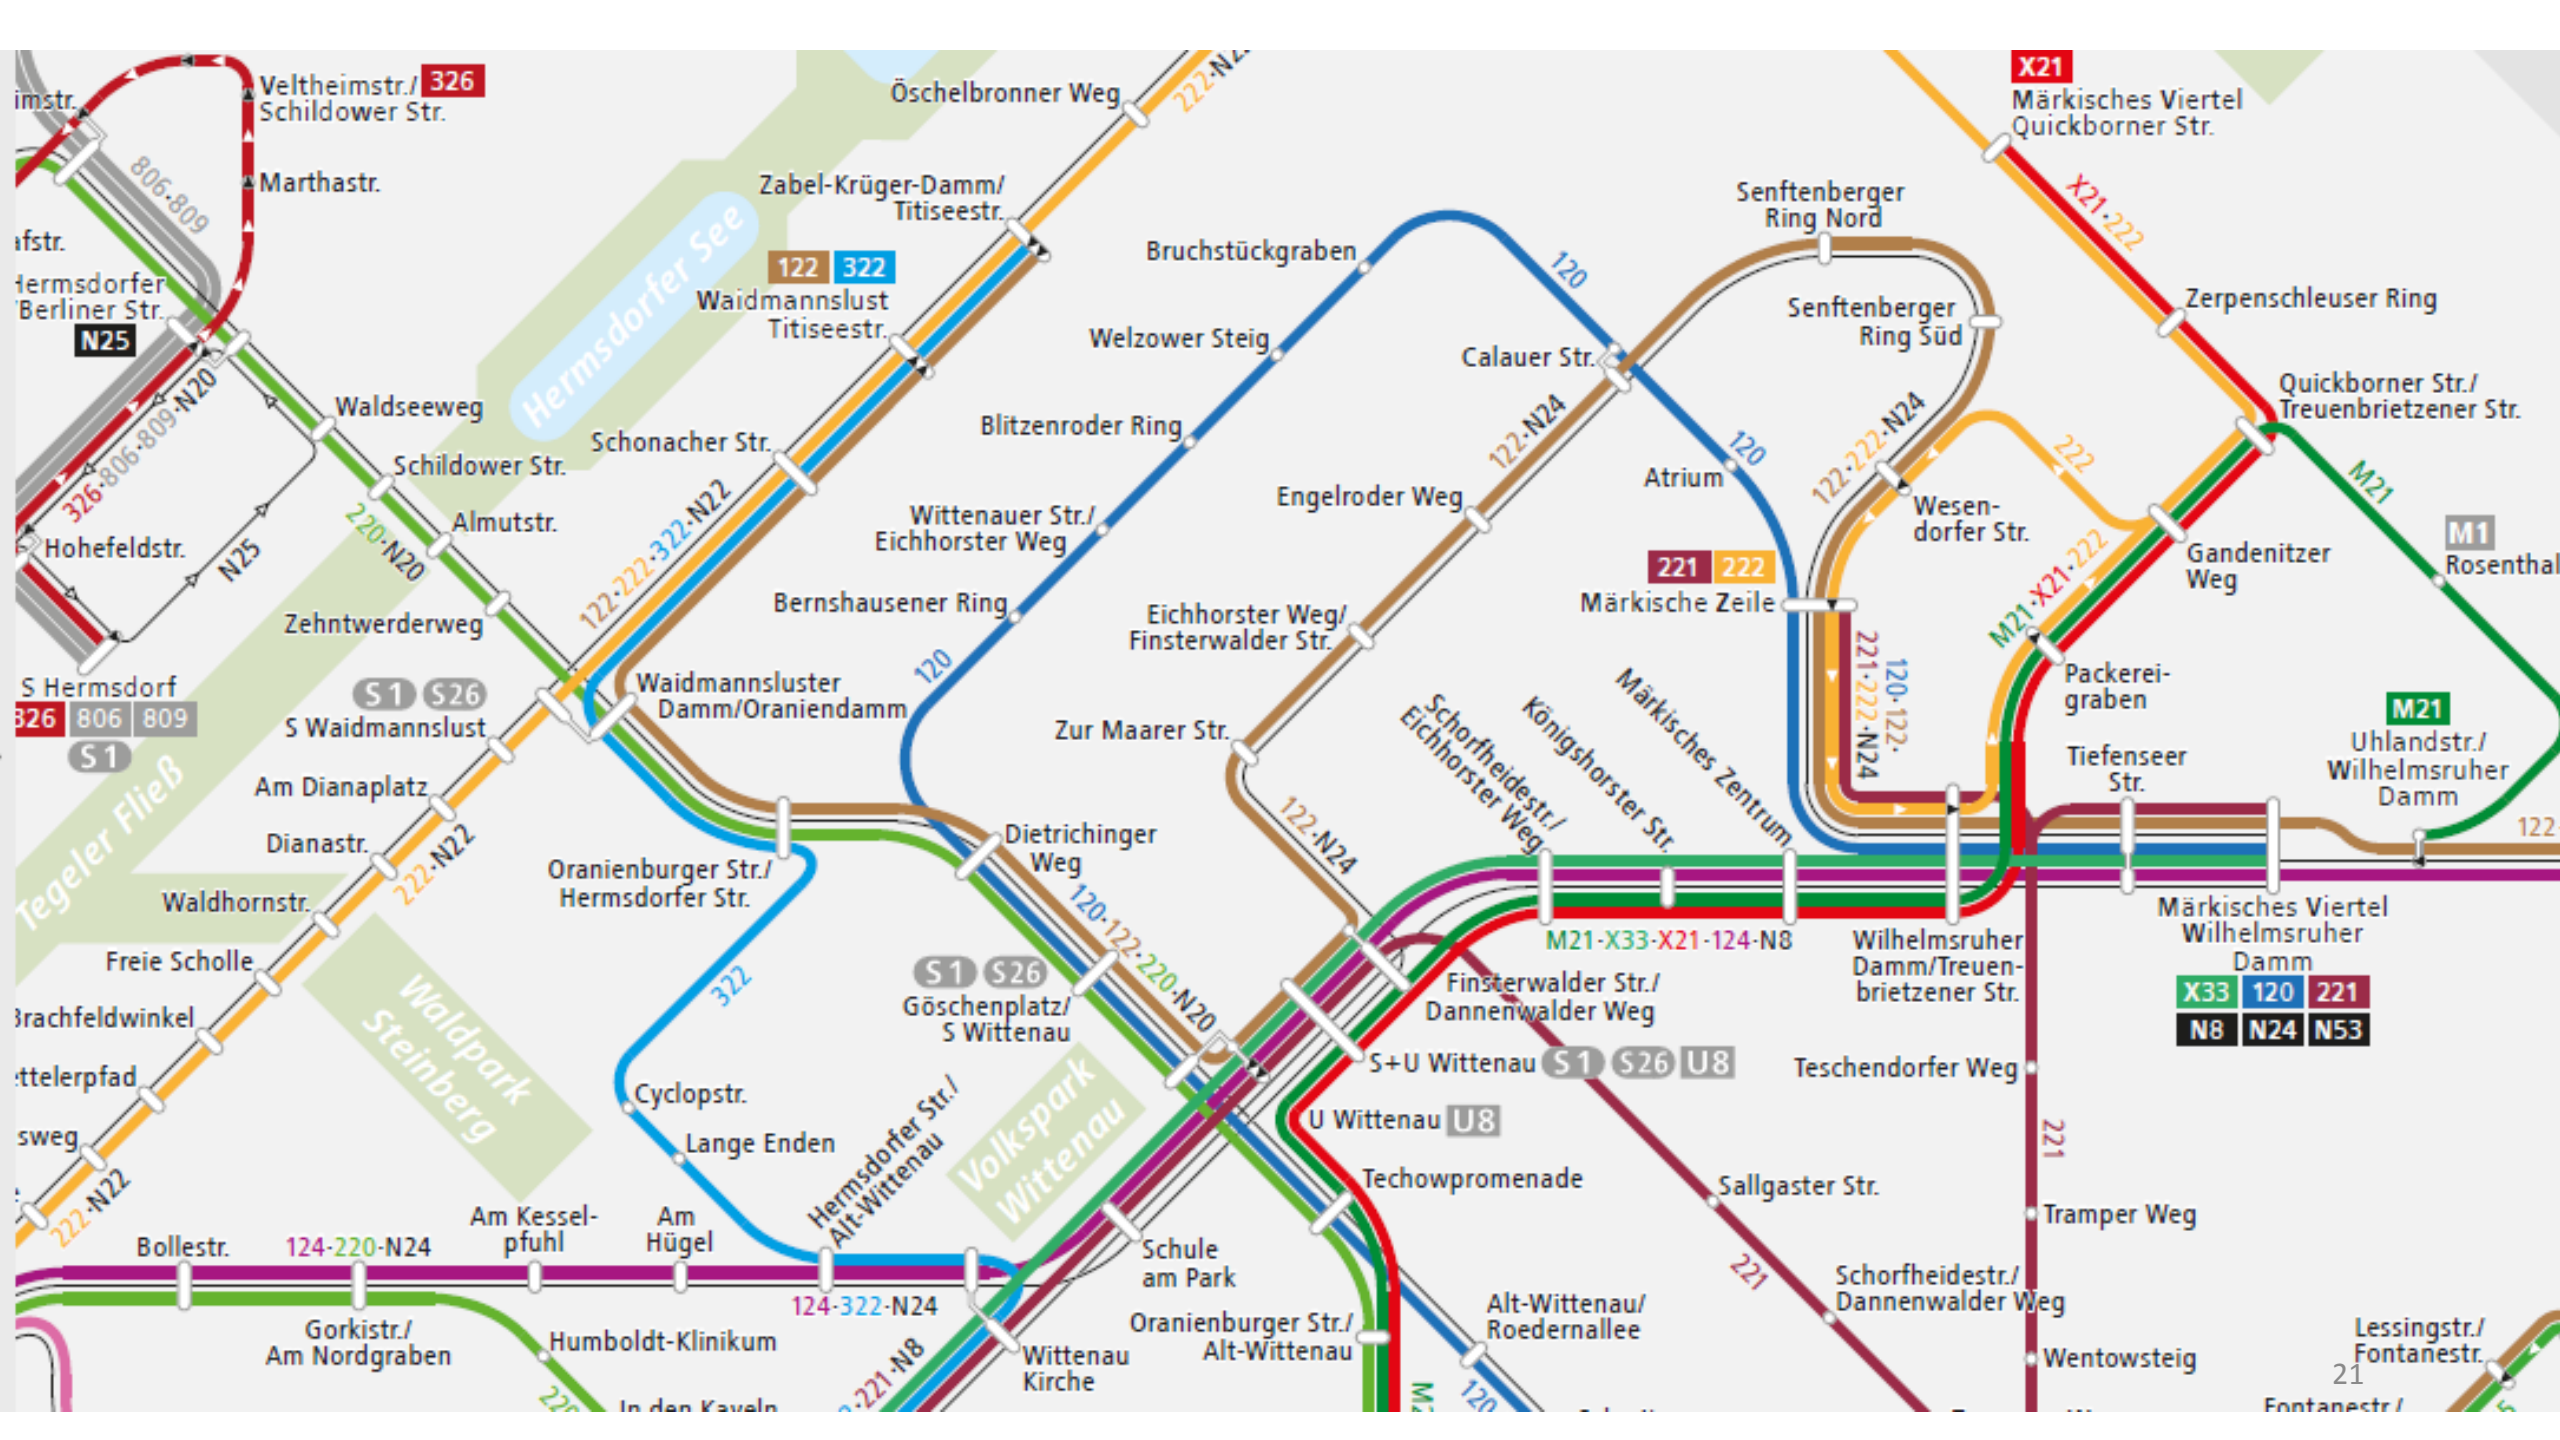 Veltheimstr./ 326
Schildower Str.
806·809
Marthastr.
Hermsdorfer
/Berliner Str.
N25
326·806·809·N20
Hohefeldstr.
N25
S Hermsdorf
326 806 809
S1
Waldseeweg
Schildower Str.
220·N20
Almutstr.
Zehntwerderweg
S1 S26
S Waidmannslust
Tegeler Fließ
Am Dianaplatz
Dianastr.
222·N22
Waldhornstr.
Freie Scholle
Brachfeldwinkel
222·N22
Waldpark
Steinberg
Hermsdorfer See
Öschelbronner Weg
Zabel-Krüger-Damm/
Titiseestr.
122 322
Waidmannslust
Titiseestr.
Schonacher Str.
122·222·322·N22
Waidmannsluster
Damm/Oraniendamm
Oranienburger Str./
Hermsdorfer Str.
322
Cyclopstr.
Lange Enden
Hermsdorfer Str./
Alt-Wittenau
Bollestr.
124·220·N24
Gorkistr./
Am Nordgraben
Am Kessel-
pfuhl
Am
Hügel
124·322·N24
Humboldt-Klinikum
In den Kaveln
Bruchstückgraben
Welzower Steig
Blitzenroder Ring
Wittenauer Str./
Eichhorster Weg
Bernshausener Ring
120
Dietrichinger
Weg
120·122·220·N20
S1 S26
Göschenplatz/
S Wittenau
Volkspark
Wittenau
Schule
am Park
Wittenau
Kirche
·221·N8
120
Calauer Str.
122·N24
Engelroder Weg
Eichhorster Weg/
Finsterwalder Str.
Zur Maarer Str.
122·N24
Senftenberger
Ring Nord
Senftenberger
Ring Süd
120
Atrium
122·222·N24
Wesen-
dorfer Str.
222
221 222
Märkische Zeile
221·222·N24
120·122·
Schorfheidestr./
Eichhorster Weg
Königshorster Str.
Märkisches Zentrum
M21·X33·X21·124·N8
Finsterwalder Str./
Dannenwalder Weg
S+U Wittenau S1 S26 U8
U Wittenau U8
Techowpromenade
Oranienburger Str./
Alt-Wittenau
Alt-Wittenau/
Roedernallee
120
Sallgaster Str.
221
Schorfheidestr./
Dannenwalder Weg
X21
Märkisches Viertel
Quickborner Str.
X21·222
Zerpenschleuser Ring
Quickborner Str./
Treuenbrietzener Str.
M21
Gandenitzer
Weg
M21·X21·222
Packerei-
graben
M1
Tiefenseer
Str.
M21
Uhlandstr./
Wilhelmsruher
Damm
Wilhelmsruher
Damm/Treuen-
brietzener Str.
Märkisches Viertel
Wilhelmsruher
Damm
X33 120 221
N8 N24 N53
Teschendorfer Weg
221
Tramper Weg
Wentowsteig
Lessingstr./
Fontanestr.
21
Fontanestr./